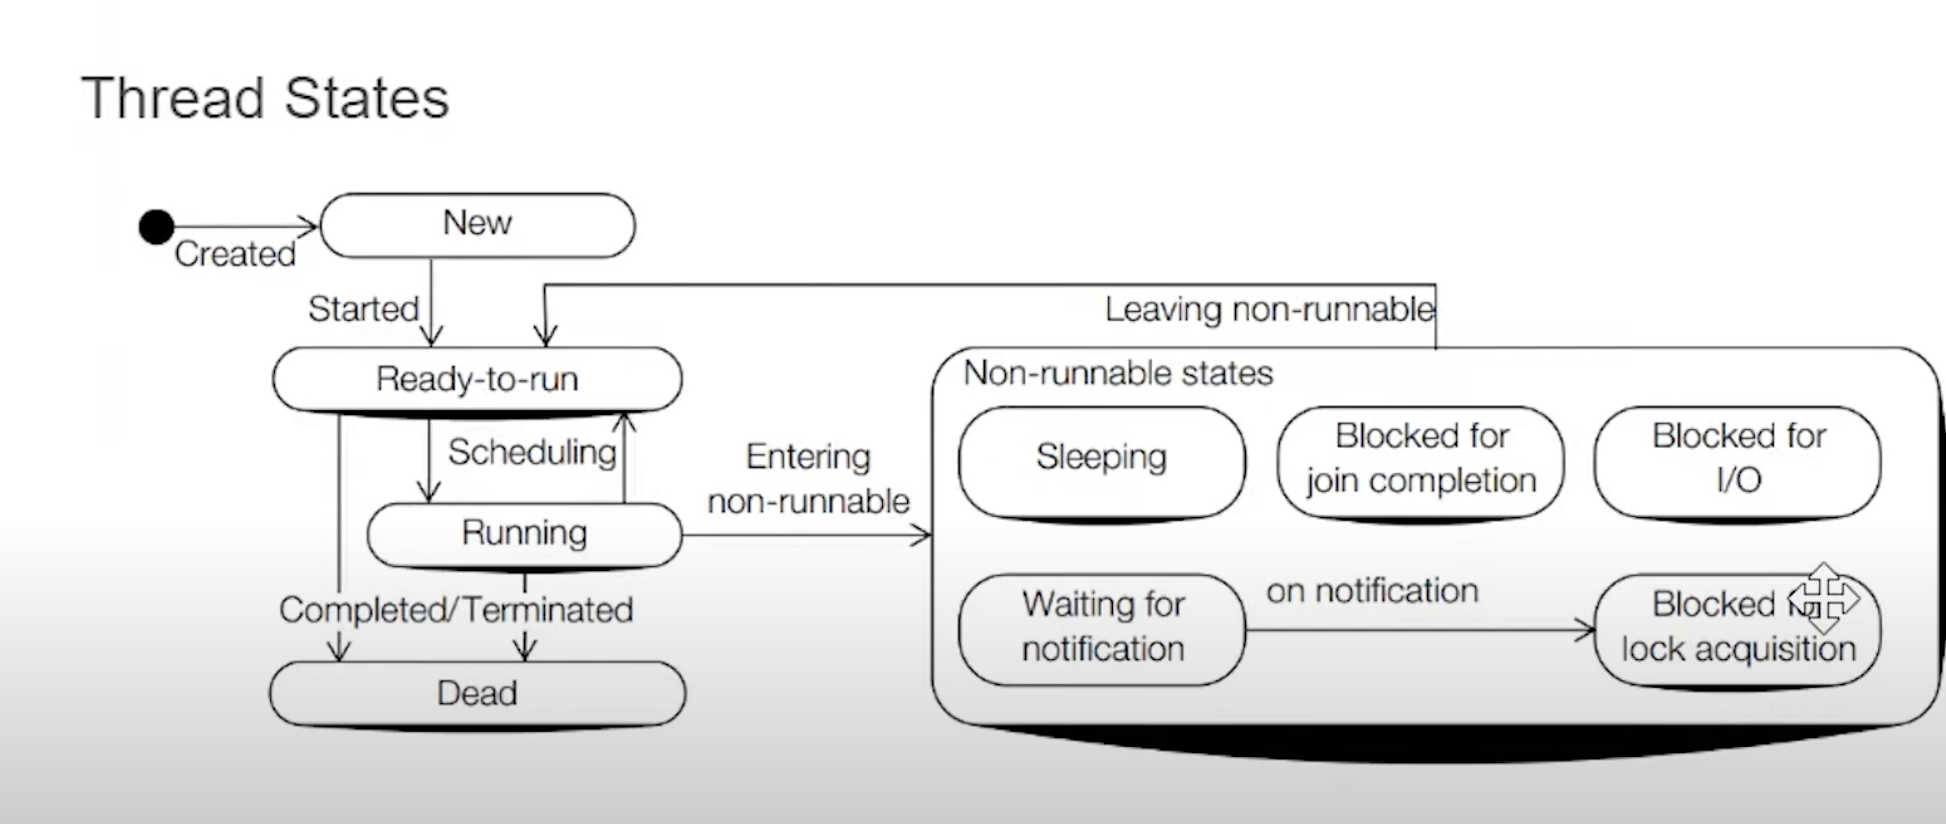 Thread States
New
Created
Started
Leaving non-runnable
Ready-to-run
Non-runnable states
Scheduling
Entering
non-runnable
Sleeping
Blocked for
join completion
Blocked for
I/O
Running
Completed/Terminated
Waiting for
notification
on notification
Blocked
lock acquisition
Dead